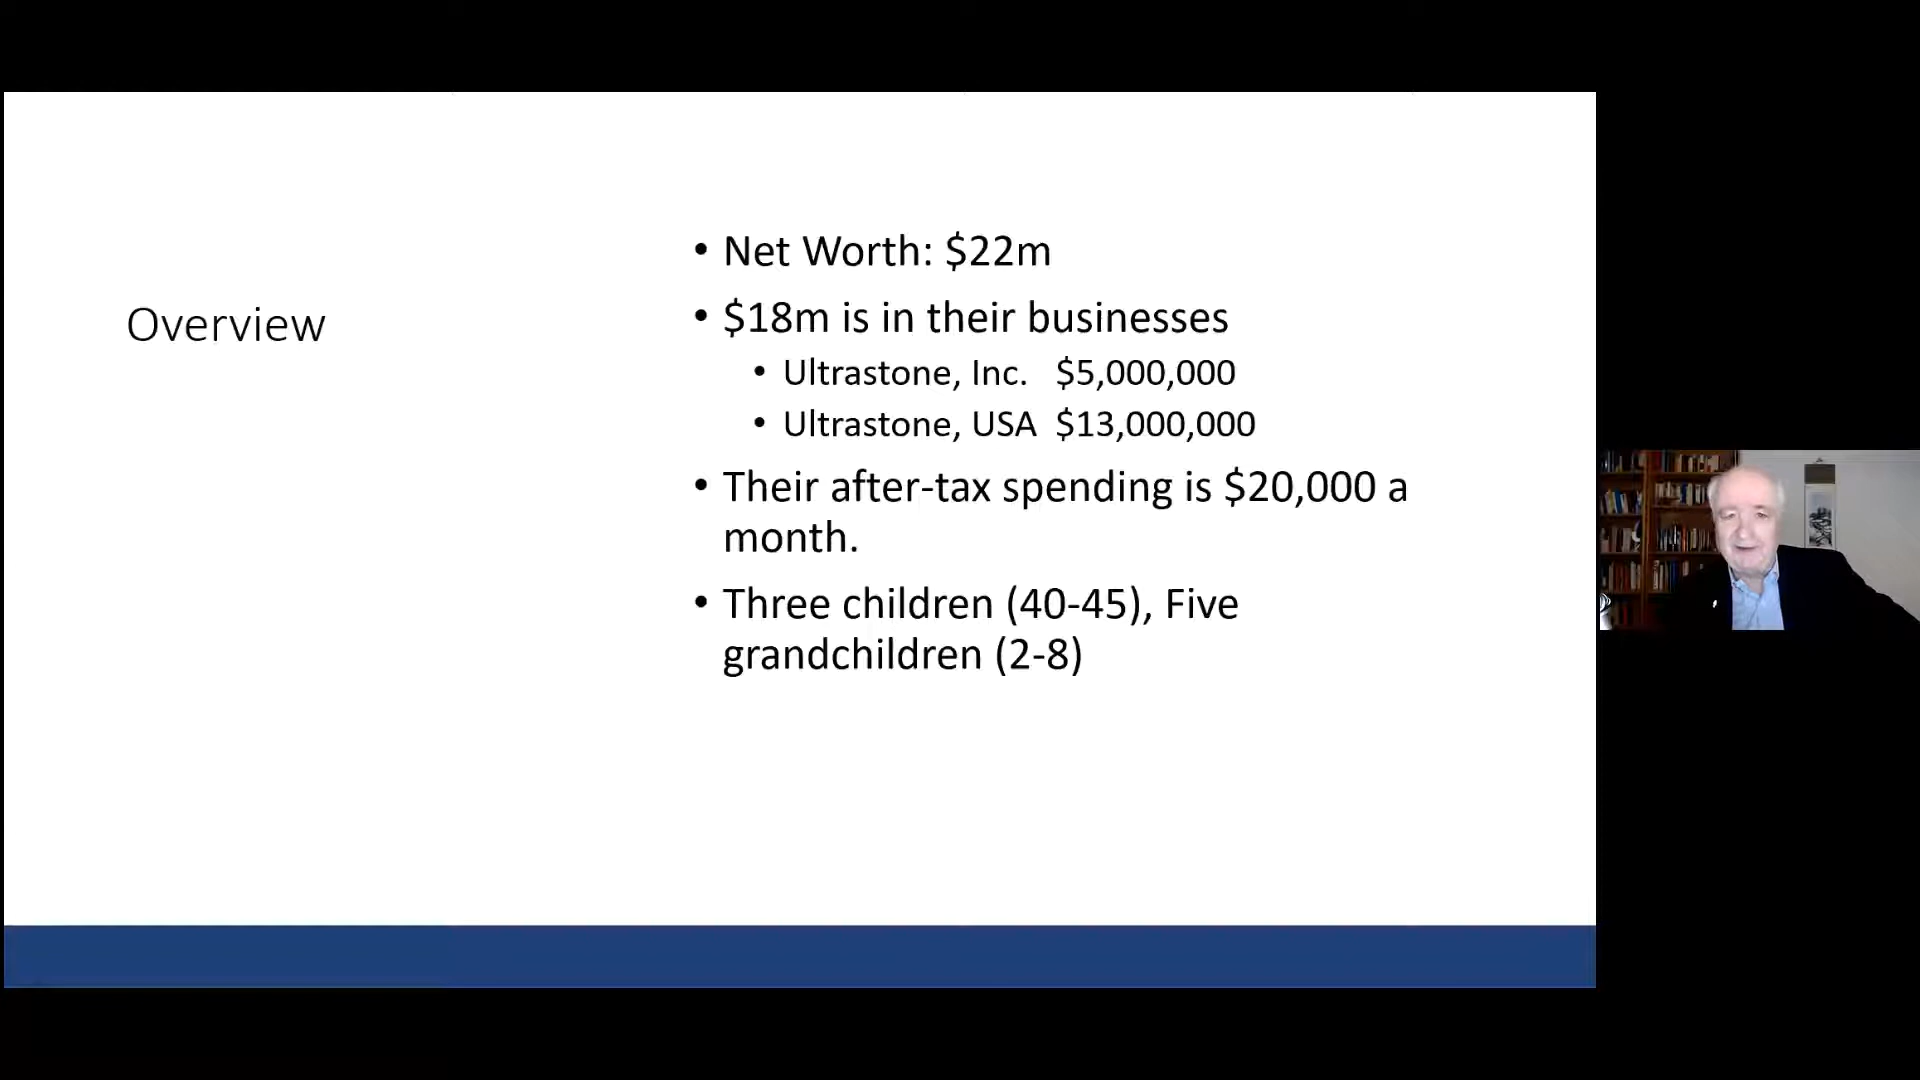 Overview
• Net Worth: $22m
• $18m is in their businesses
• Ultrastone, Inc. $5,000,000
• Ultrastone, USA $13,000,000
• Their after-tax spending is $20,000 a
month.
• Three children (40-45), Five
grandchildren (2-8)